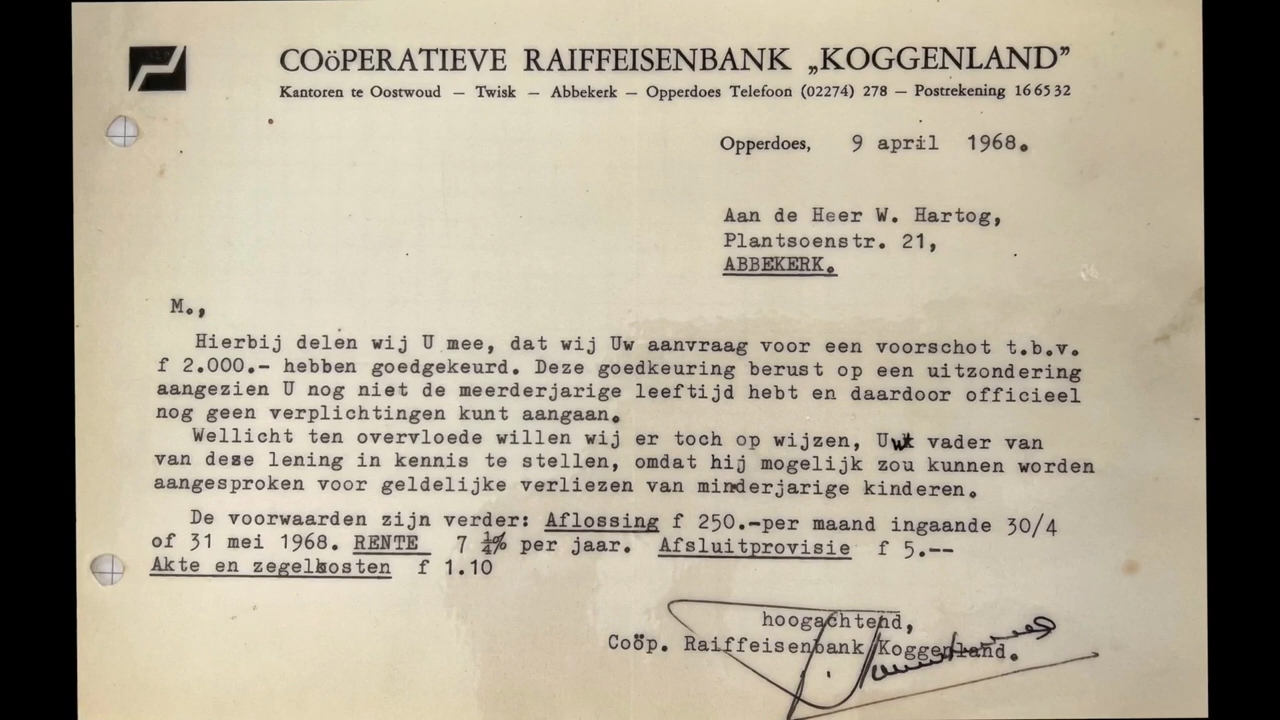 COöPERATIEVE RAIFFEISENBANK „KOGGENLAND”
Kantoren te Oostwoud — Twisk — Abbekerk — Opperdoes Telefoon (02274) 278 — Postrekening 16 65 32
Opperdoes, 9 april 1968.
Aan de Heer W. Hartog,
Plantsoenstr. 21,
ABBEKERK.
M.,
Hierbij delen wij U mee, dat wij Uw aanvraag voor een voorschot t.b.v.
f 2.000.- hebben goedgekeurd. Deze goedkeuring berust op een uitzondering
aangezien U nog niet de meerderjarige leeftijd hebt en daardoor officieel
nog geen verplichtingen kunt aangaan.
Wellicht ten overvloede willen wij er toch op wijzen, Uw vader van
van deze lening in kennis te stellen, omdat hij mogelijk zou kunnen worden
aangesproken voor geldelijke verliezen van minderjarige kinderen.
De voorwaarden zijn verder: Aflossing f 250.-per maand ingaande 30/4
of 31 mei 1968. RENTE 7 ¼% per jaar. Afsluitprovisie f 5.--
Akte en zegelkosten f 1.10
hoogachtend,
Coöp. Raiffeisenbank Koggenland.